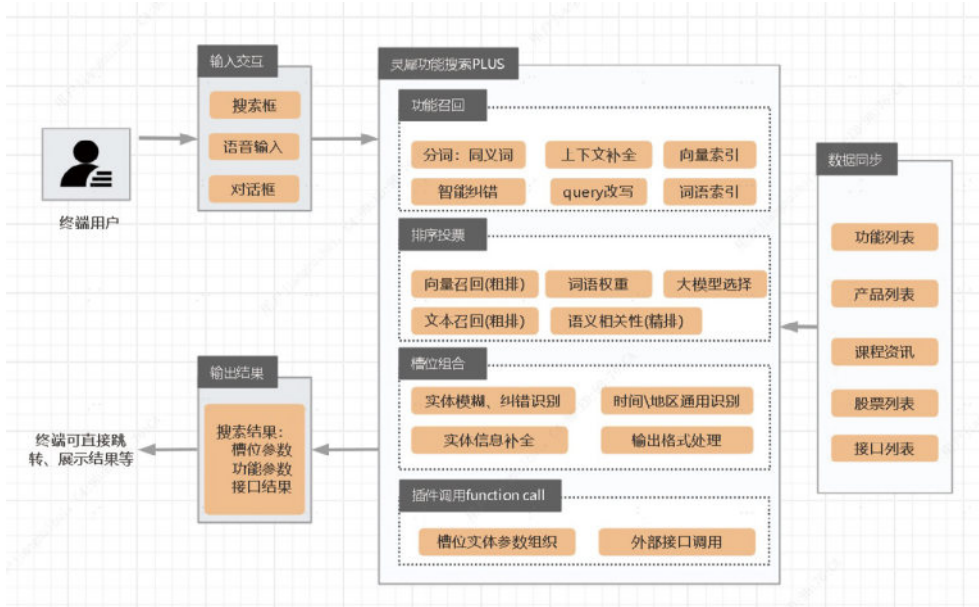 输入交互
搜索框
语音输入
对话框
终端用户
灵犀功能搜索PLUS
功能召回
分词：同义词
上下文补全
向量索引
智能纠错
query改写
词语索引
排序投票
向量召回(粗排)
词语权重
大模型选择
文本召回(粗排)
语义相关性(精排)
槽位组合
实体模糊、纠错识别
时间\地区通用识别
实体信息补全
输出格式处理
插件调用function call
槽位实体参数组织
外部接口调用
数据同步
功能列表
产品列表
课程资讯
股票列表
接口列表
输出结果
搜索结果：
槽位参数
功能参数
接口结果
终端可直接跳
转、展示结果等